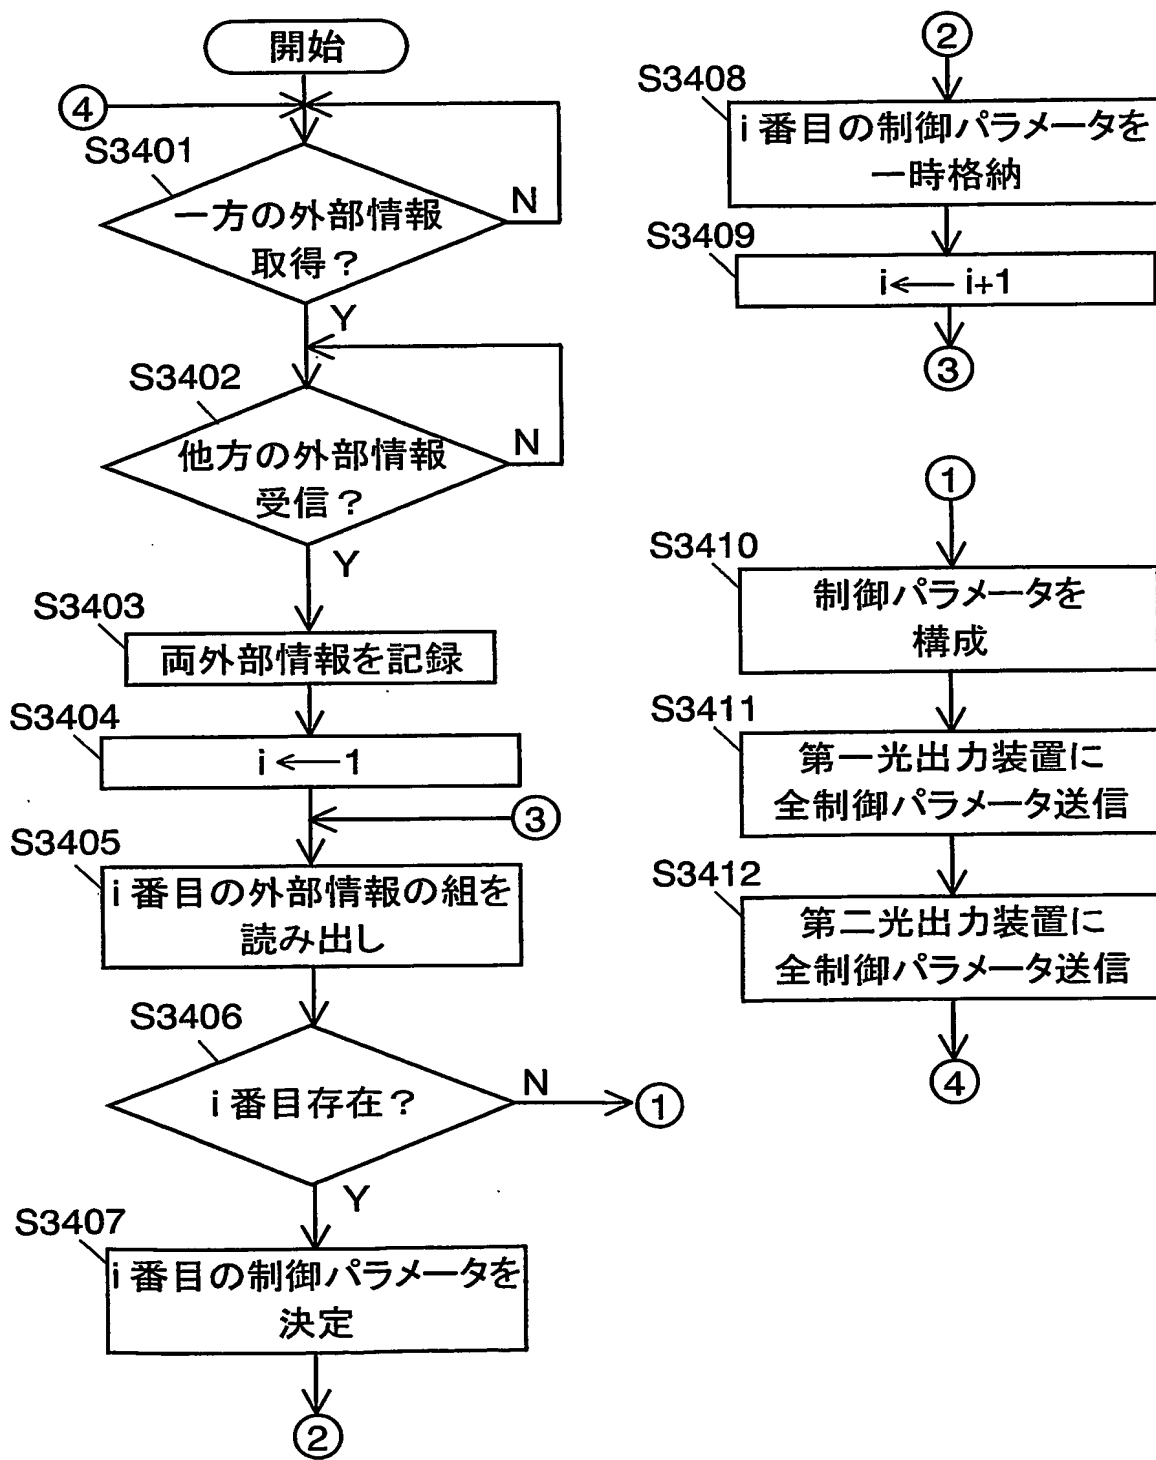 開始
④
S3401
一方の外部情報
取得？
N
Y
S3402
他方の外部情報
受信？
N
Y
S3403
両外部情報を記録
S3404
i ← 1
③
S3405
i 番目の外部情報の組を
読み出し
S3406
i 番目存在？
N
①
Y
S3407
i 番目の制御パラメータを
決定
②
②
S3408
i 番目の制御パラメータを
一時格納
S3409
i ← i+1
③
①
S3410
制御パラメータを
構成
S3411
第一光出力装置に
全制御パラメータ送信
S3412
第二光出力装置に
全制御パラメータ送信
④